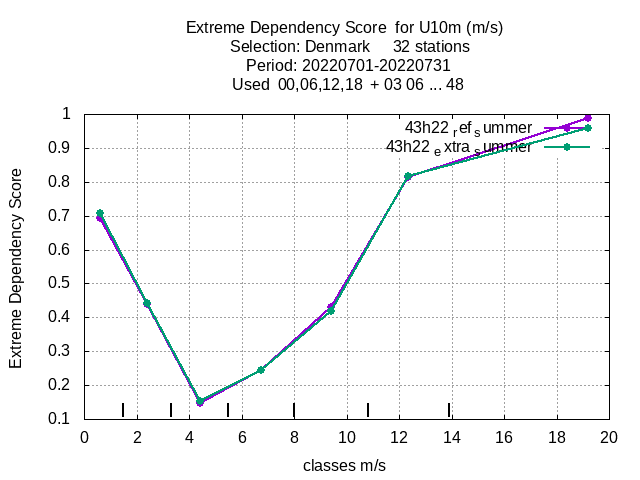 Extreme Dependency Score for U10m (m/s)
Selection: Denmark 32 stations
Period: 20220701-20220731
Used 00,06,12,18 + 03 06 ... 48
43h22 ref summer
43h22 extra summer
Extreme Dependency Score
1
0.9
0.8
0.7
0.6
0.5
0.4
0.3
0.2
0.1
0 2 4 6 8 10 12 14 16 18 20
classes m/s